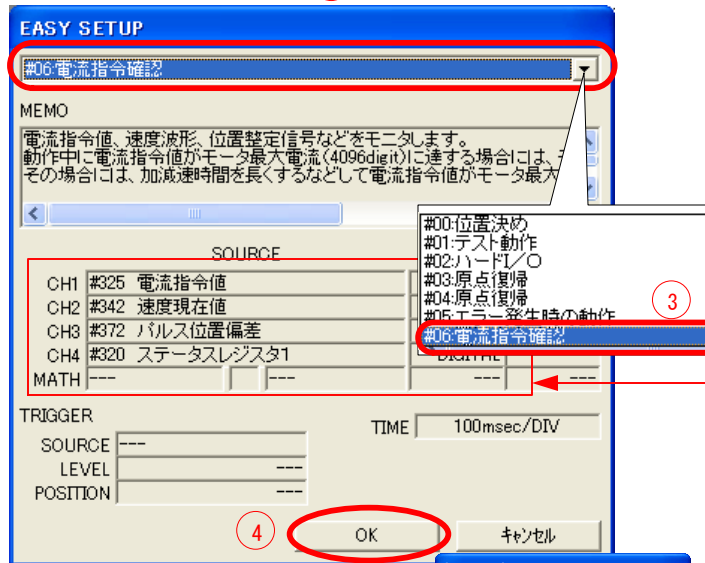 EASY SETUP
#06:電流指令確認
MEMO
電流指令値、速度波形、位置整定信号などをモニタします。
動作中に電流指令値がモータ最大電流(4096digit)に達する場合には、
その場合には、加減速時間を長くするなどして電流指令値がモータ最大
SOURCE
CH1 #325 電流指令値
CH2 #342 速度現在値
CH3 #372 パルス位置偏差
CH4 #320 ステータスレジスタ1 DIGITAL
MATH --- --- --- ---
#00:位置決め
#01:テスト動作
#02:ハードI/O
#03:原点復帰
#04:原点復帰
#05:エラー発生時の動作
#06:電流指令確認
3
TRIGGER
SOURCE ---
LEVEL ---
POSITION ---
TIME 100msec/DIV
4
OK
キャンセル